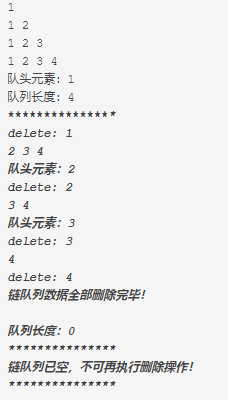 1
1 2
1 2 3
1 2 3 4
队头元素: 1
队列长度: 4
***************
delete: 1
2 3 4
队头元素: 2
delete: 2
3 4
队头元素: 3
delete: 3
4
delete: 4
链队列数据全部删除完毕!
队列长度: 0
***************
链队列已空, 不可再执行删除操作!
***************